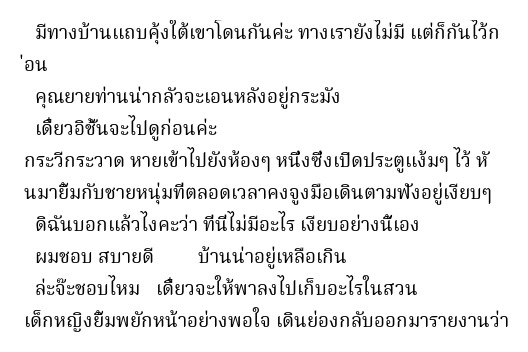 มีทางบ้านแถบคุ้งใต้เขาโดนกันค่ะ ทางเรายังไม่มี แต่ก็กันไว้ก
่อน
คุณยายท่านน่ากลัวจะเอนหลังอยู่กระมัง
เดี๋ยวอิชั้นจะไปดูก่อนค่ะ
กระวีกระวาด หายเข้าไปยังห้องๆ หนึ่งซึ่งเปิดประตูแง้มๆ ไว้ หั
นมายิ้มกับชายหนุ่มที่ตลอดเวลาคงจูงมือเดินตามฟังอยู่เงียบๆ
ดิฉันบอกแล้วไงคะว่า ที่นี่ไม่มีอะไร เงียบอย่างนี้เอง
ผมชอบ สบายดี บ้านน่าอยู่เหลือเกิน
ล่ะจ๊ะชอบไหม เดี๋ยวจะให้พาลงไปเก็บอะไรในสวน
เด็กหญิงยิ้มพยักหน้าอย่างพอใจ เดินย่องกลับออกมารายงานว่า